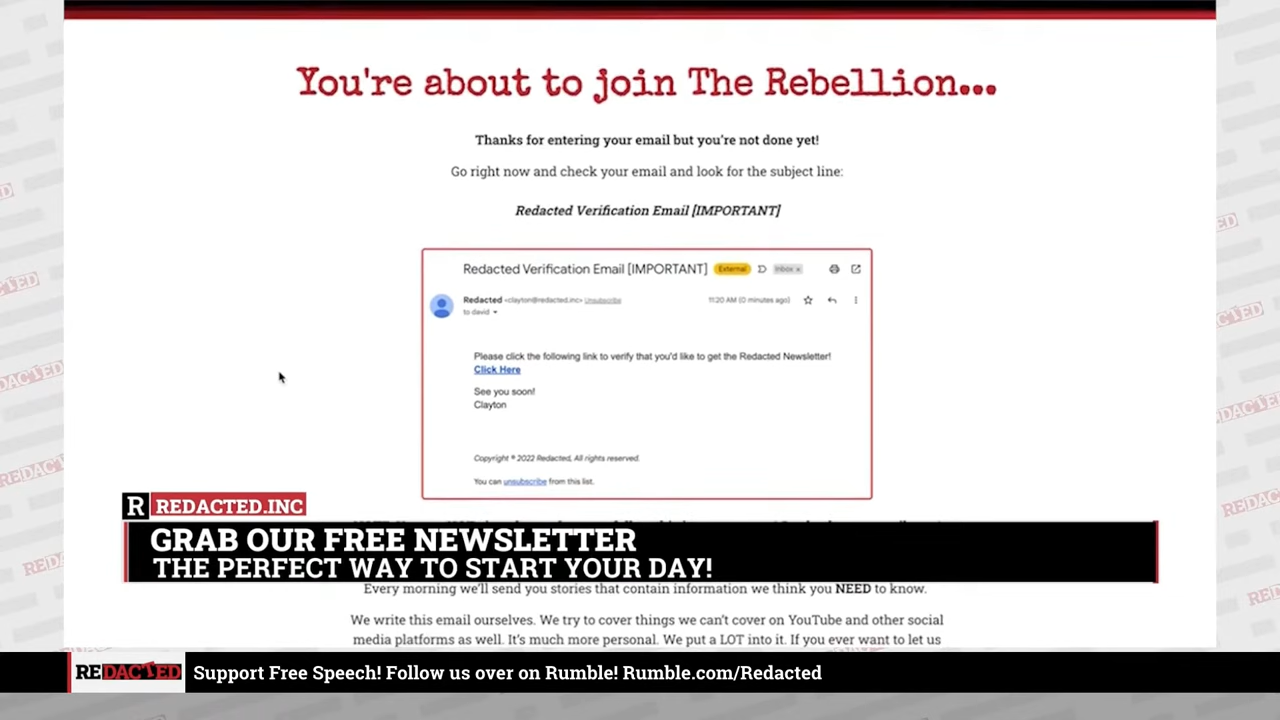 You're about to join The Rebellion...
Thanks for entering your email but you're not done yet!
Go right now and check your email and look for the subject line:
Redacted Verification Email [IMPORTANT]
Redacted Verification Email [IMPORTANT] External Inbox x
Redacted <clayton@redacted.inc> Unsubscribe 11:20 AM (0 minutes ago)
to david
Please click the following link to verify that you'd like to get the Redacted Newsletter!
Click Here
See you soon!
Clayton
Copyright © 2022 Redacted, All rights reserved.
You can unsubscribe from this list.
R REDACTED.INC
GRAB OUR FREE NEWSLETTER
THE PERFECT WAY TO START YOUR DAY!
Every morning we'll send you stories that contain information we think you NEED to know.
We write this email ourselves. We try to cover things we can't cover on YouTube and other social
media platforms as well. It's much more personal. We put a LOT into it. If you ever want to let us
REDACTED Support Free Speech! Follow us over on Rumble! Rumble.com/Redacted